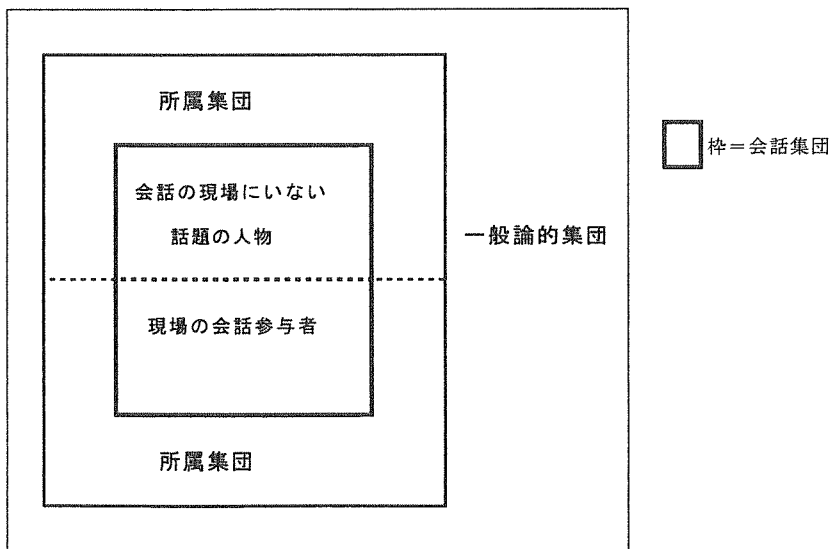 所属集団
会話の現場にいない
話題の人物
現場の会話参与者
所属集団
一般論的集団
枠＝会話集団